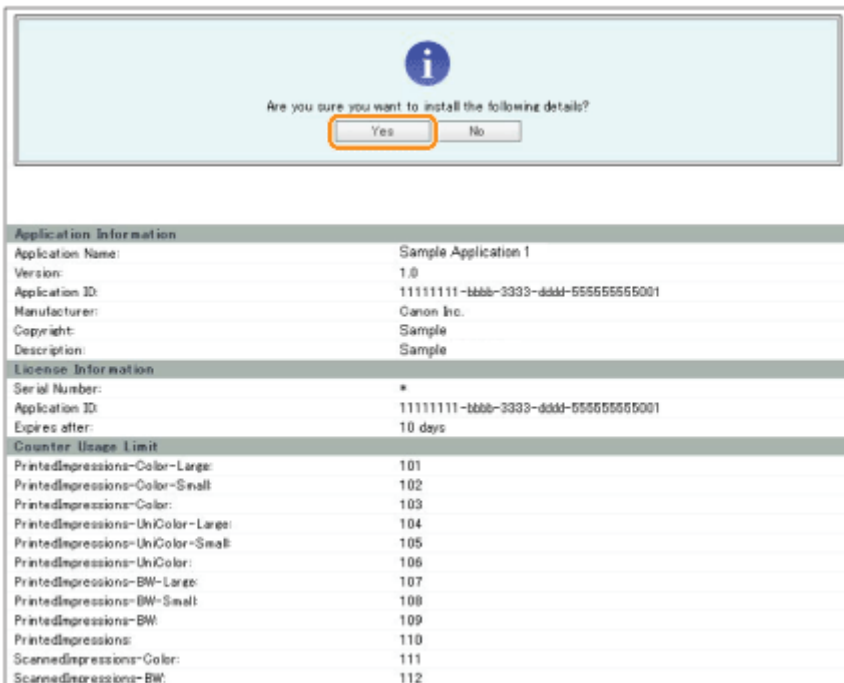 Are you sure you want to install the following details?
Yes No
Application Information
Application Name: Sample Application 1
Version: 1.0
Application ID: 11111111-bbbb-3333-dddd-555555555001
Manufacturer: Canon Inc.
Copyright: Sample
Description: Sample
License Information
Serial Number: *
Application ID: 11111111-bbbb-3333-dddd-555555555001
Expires after: 10 days
Counter Usage Limit
PrintedImpressions-Color-Large: 101
PrintedImpressions-Color-Small: 102
PrintedImpressions-Color: 103
PrintedImpressions-UniColor-Large: 104
PrintedImpressions-UniColor-Small: 105
PrintedImpressions-UniColor: 106
PrintedImpressions-BW-Large: 107
PrintedImpressions-BW-Small: 108
PrintedImpressions-BW: 109
PrintedImpressions: 110
ScannedImpressions-Color: 111
ScannedImpressions-BW: 112